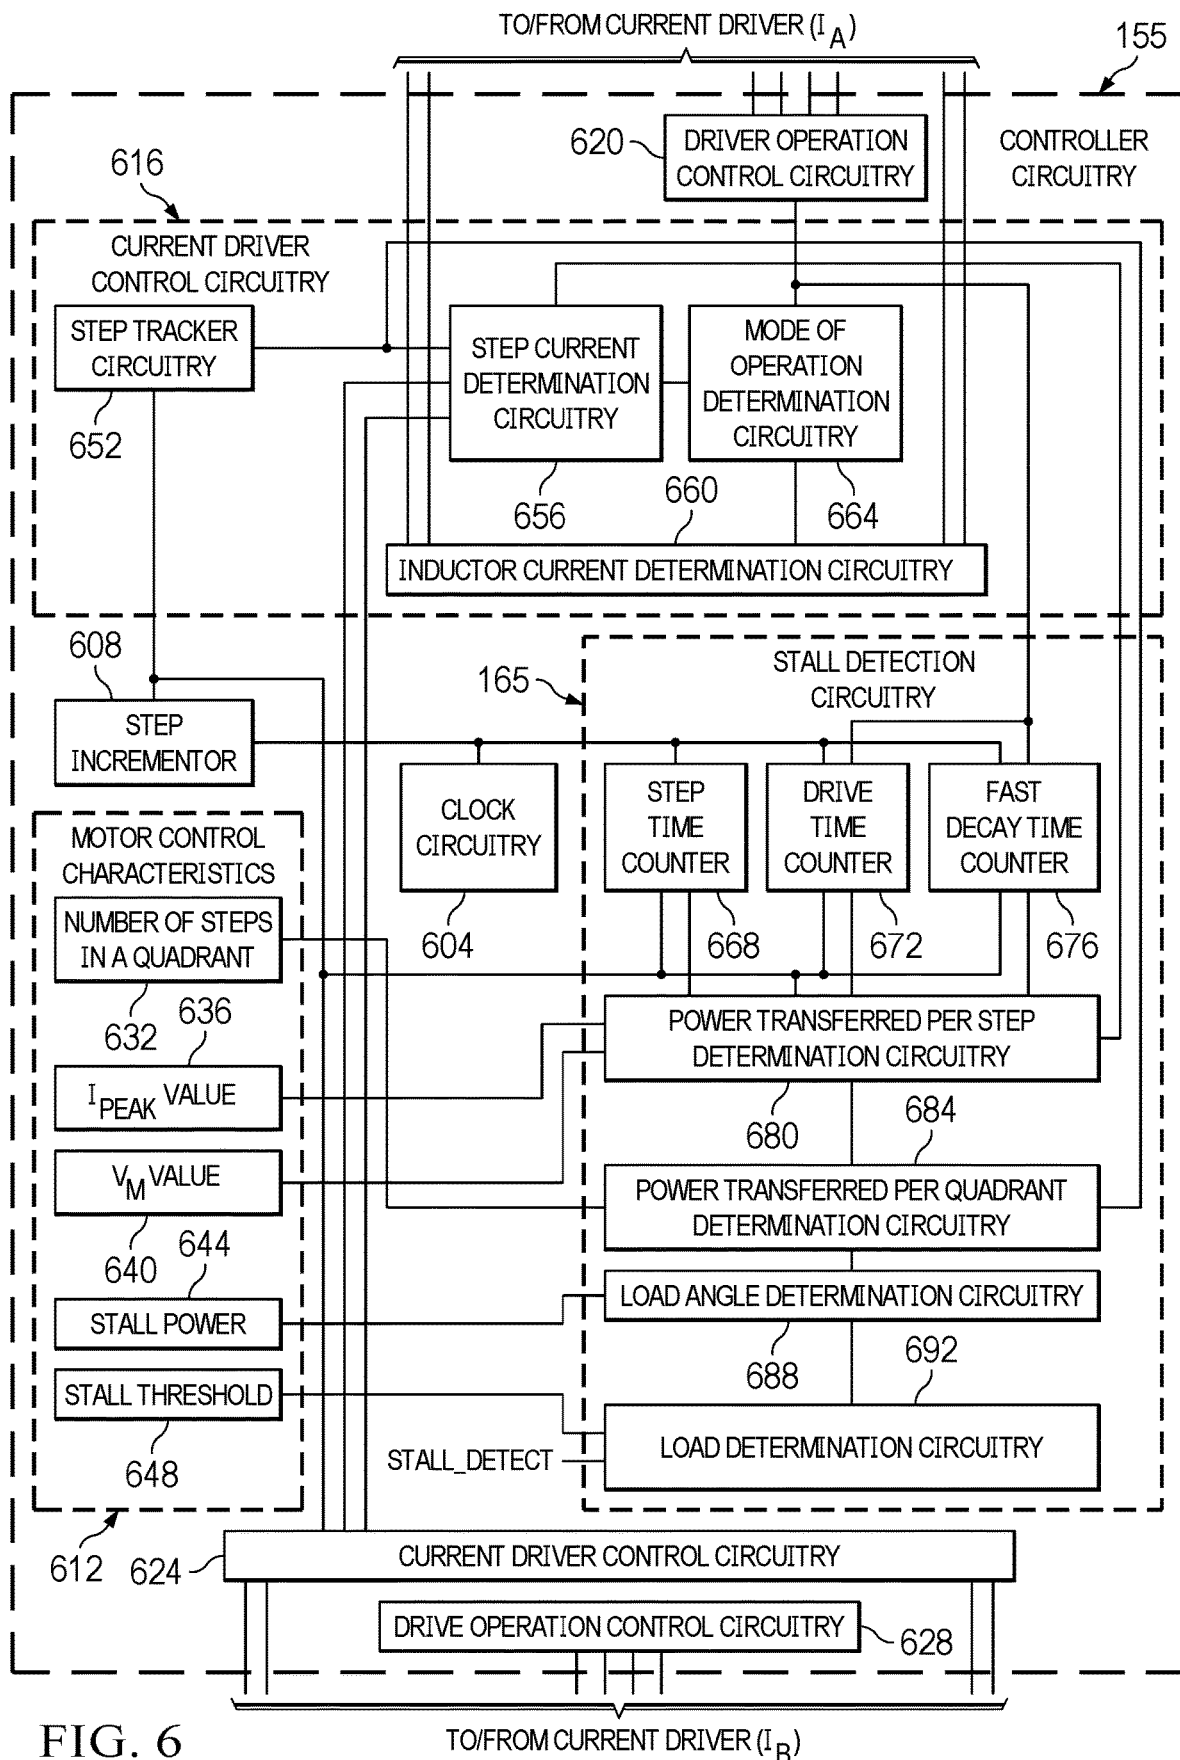 TO/FROM CURRENT DRIVER (I A)
155
620
DRIVER OPERATION
CONTROL CIRCUITRY
CONTROLLER
CIRCUITRY
616
CURRENT DRIVER
CONTROL CIRCUITRY
STEP TRACKER
CIRCUITRY
652
STEP CURRENT
DETERMINATION
CIRCUITRY
656
MODE OF
OPERATION
DETERMINATION
CIRCUITRY
664
660
INDUCTOR CURRENT DETERMINATION CIRCUITRY
608
STEP
INCREMENTOR
165
STALL DETECTION
CIRCUITRY
CLOCK
CIRCUITRY
604
STEP
TIME
COUNTER
668
DRIVE
TIME
COUNTER
672
FAST
DECAY TIME
COUNTER
676
MOTOR CONTROL
CHARACTERISTICS
NUMBER OF STEPS
IN A QUADRANT
632
636
I PEAK VALUE
V M VALUE
640
644
STALL POWER
STALL THRESHOLD
648
612
POWER TRANSFERRED PER STEP
DETERMINATION CIRCUITRY
680
684
POWER TRANSFERRED PER QUADRANT
DETERMINATION CIRCUITRY
LOAD ANGLE DETERMINATION CIRCUITRY
688
692
LOAD DETERMINATION CIRCUITRY
STALL_DETECT
624
CURRENT DRIVER CONTROL CIRCUITRY
DRIVE OPERATION CONTROL CIRCUITRY
628
TO/FROM CURRENT DRIVER (I B)
FIG. 6